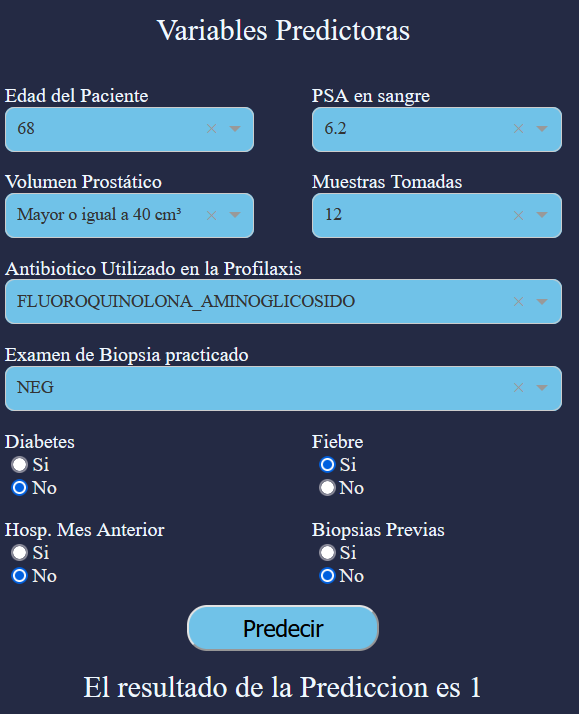 Variables Predictoras
Edad del Paciente
PSA en sangre
68
6.2
Volumen Prostático
Muestras Tomadas
Mayor o igual a 40 cm³
12
Antibiotico Utilizado en la Profilaxis
FLUOROQUINOLONA_AMINOGLICOSIDO
Examen de Biopsia practicado
NEG
Diabetes
Fiebre
Si
Si
No
No
Hosp. Mes Anterior
Biopsias Previas
Si
Si
No
No
Predecir
El resultado de la Prediccion es 1